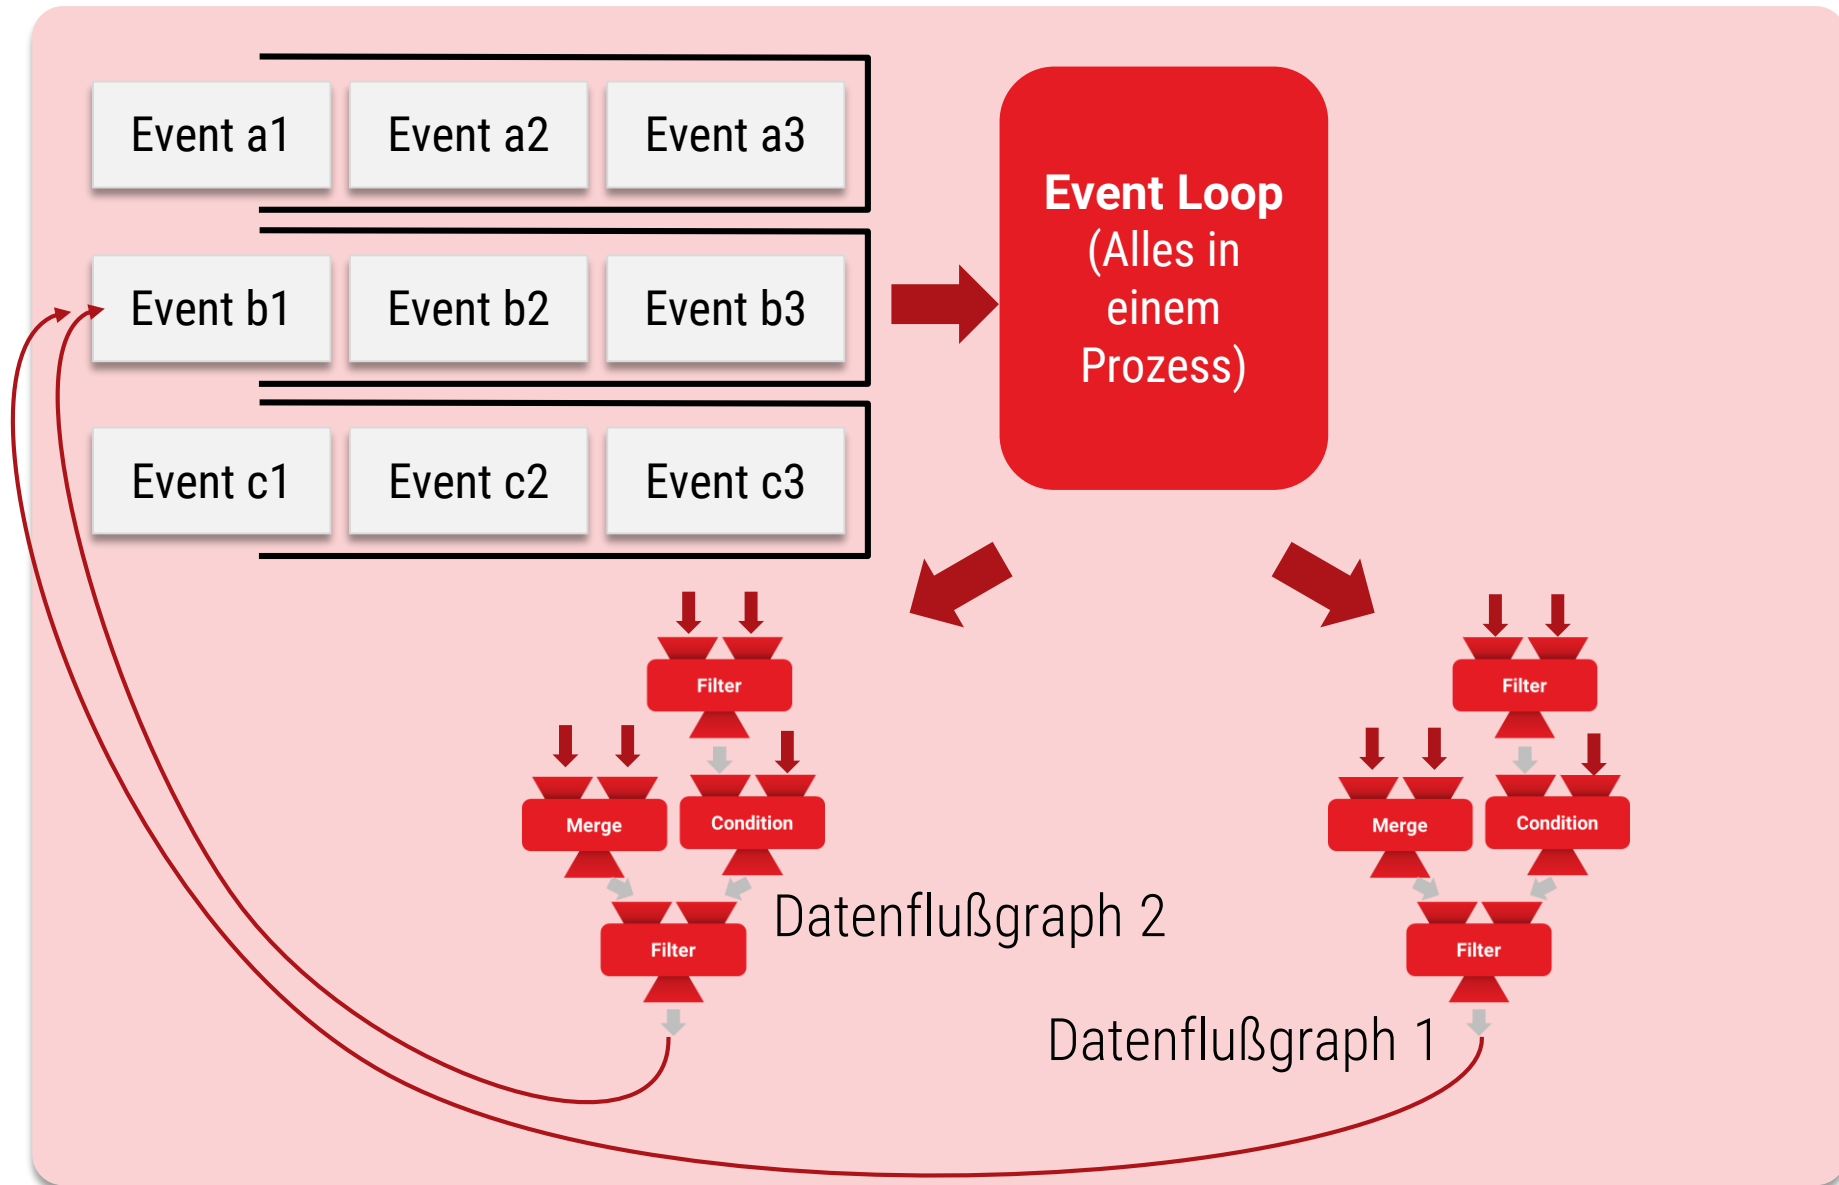 Event a1
Event a2
Event a3
Event b1
Event b2
Event b3
Event c1
Event c2
Event c3
Event Loop
(Alles in
einem
Prozess)
Filter
Merge
Condition
Filter
Datenflußgraph 2
Filter
Merge
Condition
Filter
Datenflußgraph 1